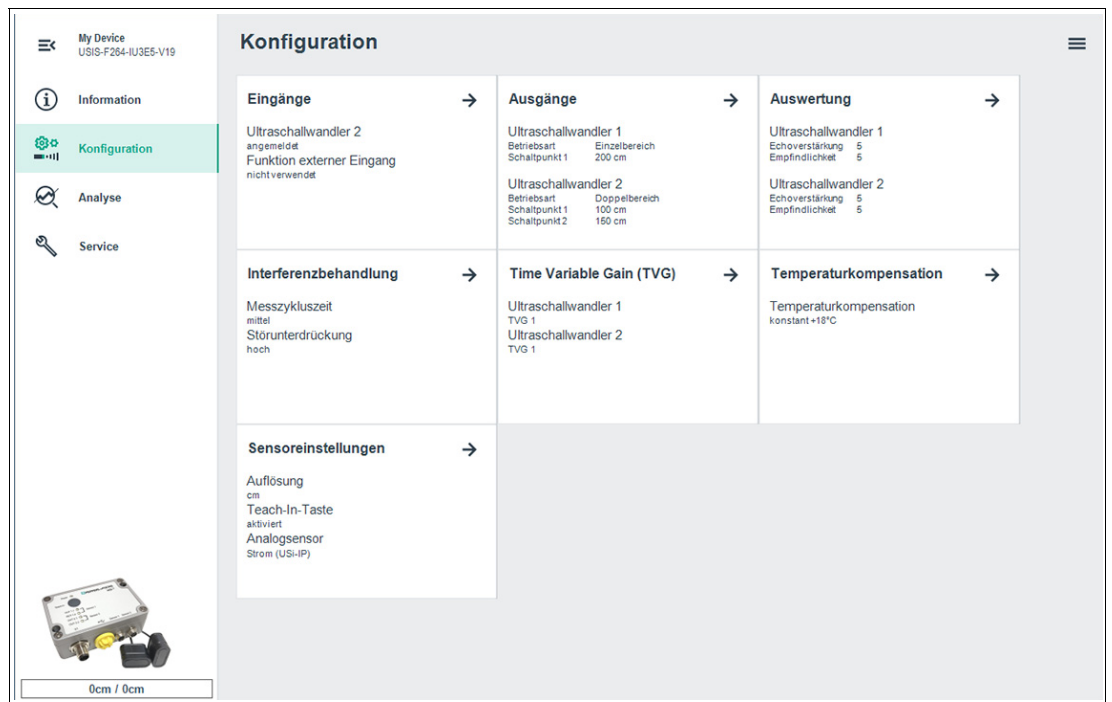 My Device
USIS-F264-IU3E5-V19
Information
Konfiguration
Analyse
Service
0cm / 0cm
Konfiguration
Eingänge
Ultraschallwandler 2
angemeldet
Funktion externer Eingang
nicht verwendet
Ausgänge
Ultraschallwandler 1
Betriebsart Einzelbereich
Schaltpunkt 1 200 cm
Ultraschallwandler 2
Betriebsart Doppelbereich
Schaltpunkt 1 100 cm
Schaltpunkt 2 150 cm
Auswertung
Ultraschallwandler 1
Echoverstärkung 5
Empfindlichkeit 5
Ultraschallwandler 2
Echoverstärkung 5
Empfindlichkeit 5
Interferenzbehandlung
Messzykluszeit
mittel
Störunterdrückung
hoch
Time Variable Gain (TVG)
Ultraschallwandler 1
TVG 1
Ultraschallwandler 2
TVG 1
Temperaturkompensation
Temperaturkompensation
konstant +18°C
Sensoreinstellungen
Auflösung
cm
Teach-In-Taste
aktiviert
Analogsensor
Strom (USi-IP)